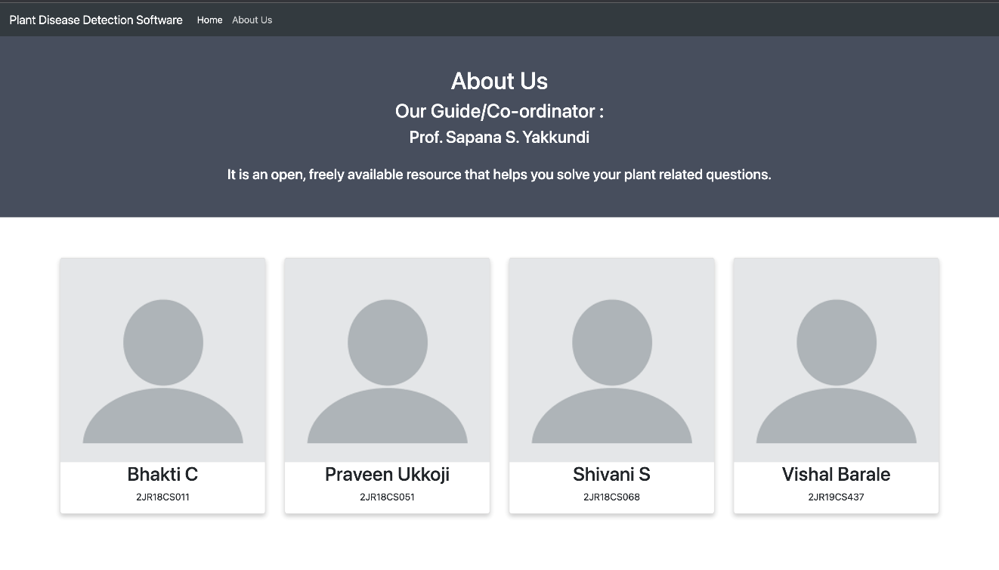 Plant Disease Detection Software Home About Us
About Us
Our Guide/Co-ordinator :
Prof. Sapana S. Yakkundi
It is an open, freely available resource that helps you solve your plant related questions.
Bhakti C
2JR18CS011
Praveen Ukkoji
2JR18CS051
Shivani S
2JR18CS068
Vishal Barale
2JR19CS437